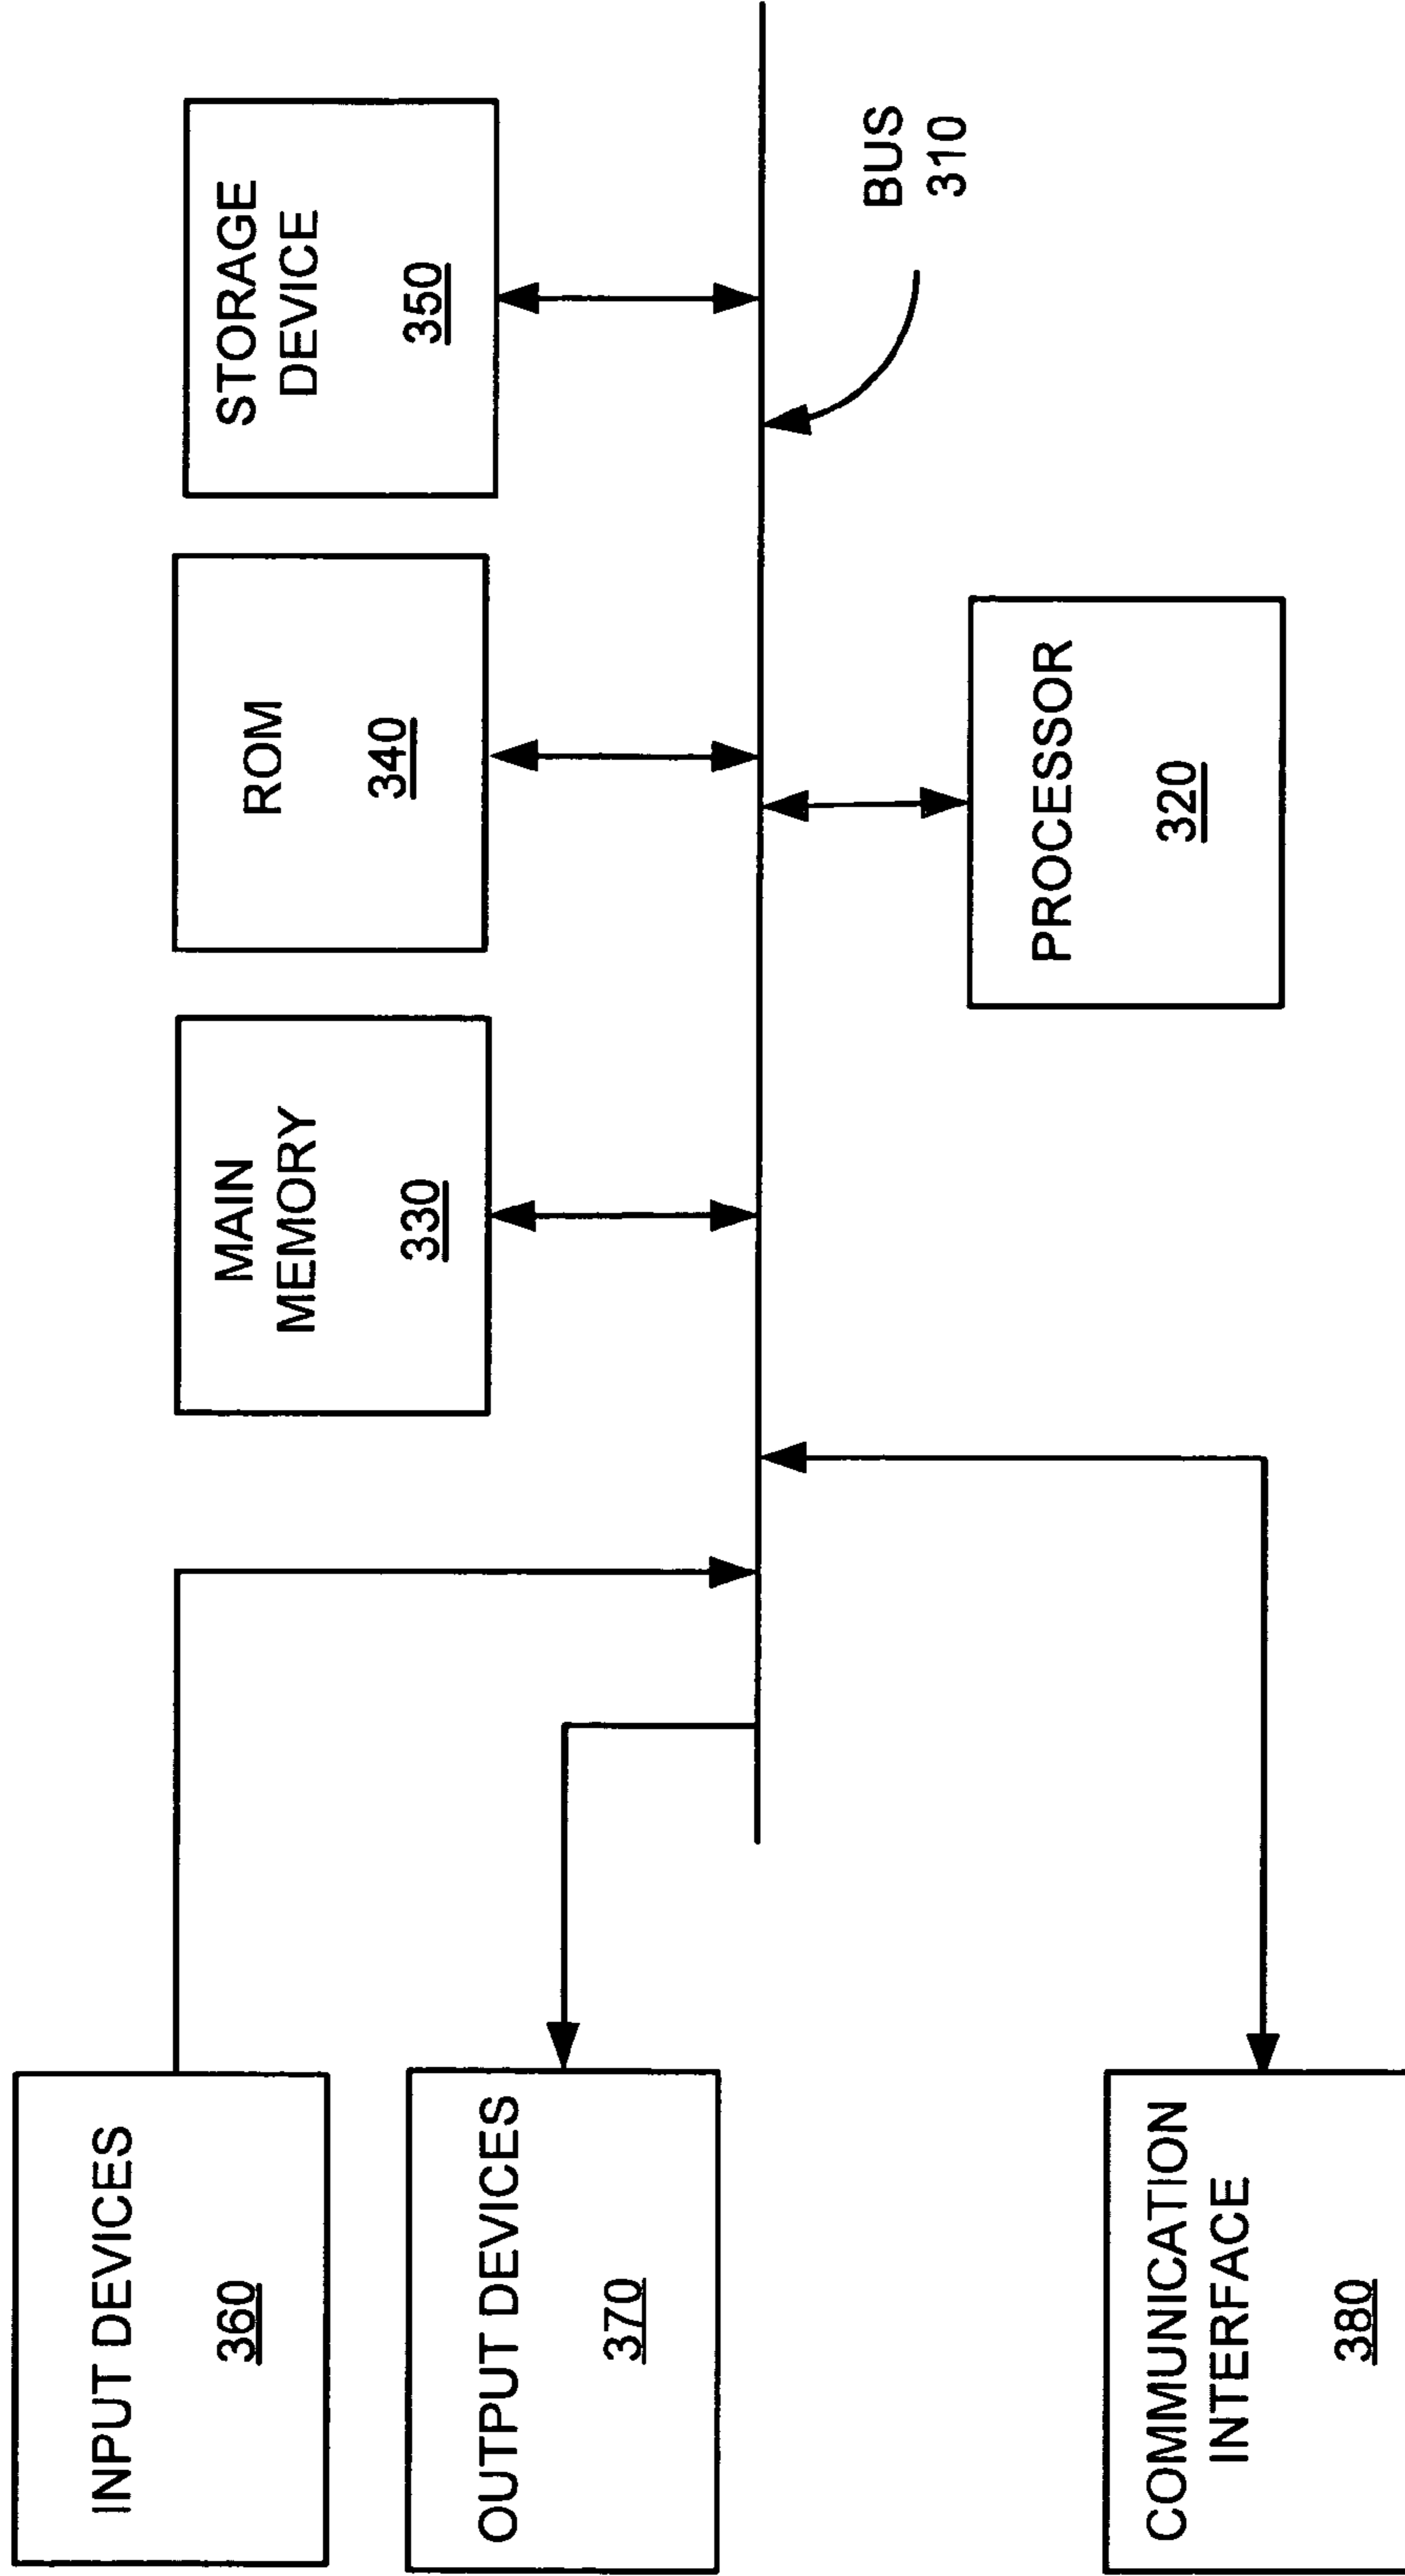 INPUT DEVICES
360
OUTPUT DEVICES
370
COMMUNICATION
INTERFACE
380
MAIN
MEMORY
330
ROM
340
STORAGE
DEVICE
350
PROCESSOR
320
BUS
310